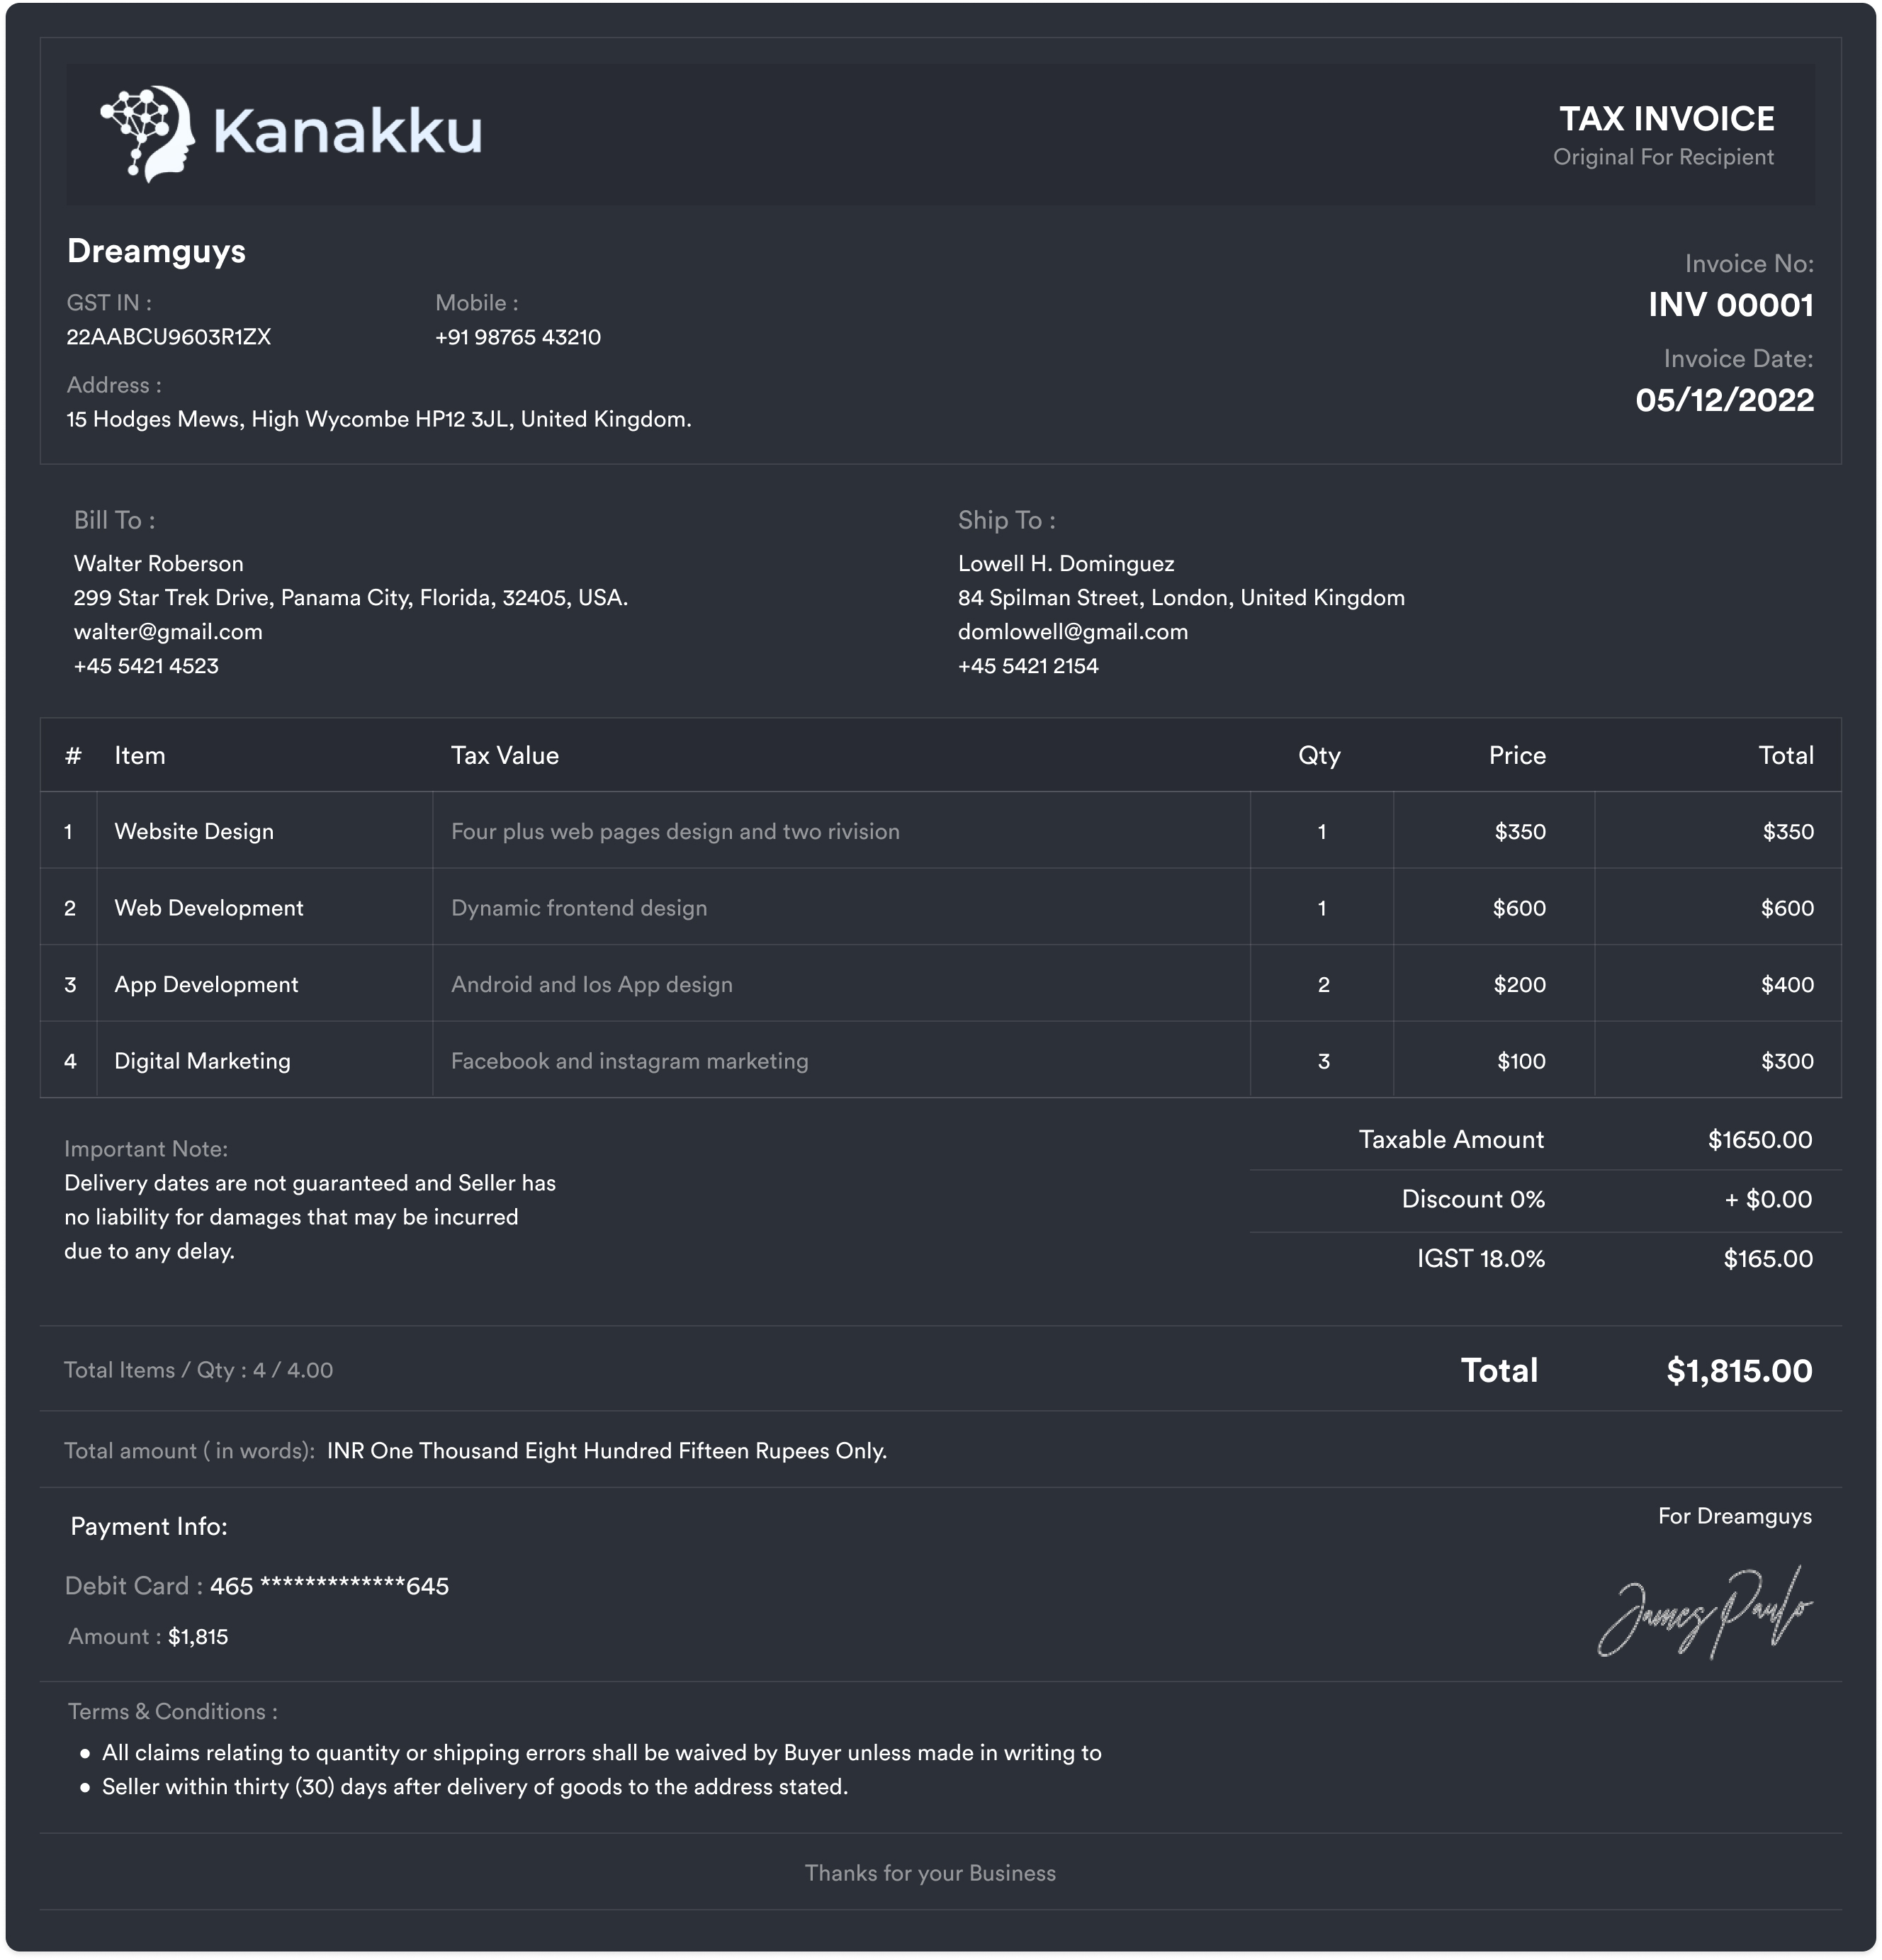 Kanakku
TAX INVOICE
Original For Recipient
Dreamguys
GST IN :
22AABCU9603R1ZX
Mobile :
+91 98765 43210
Address :
15 Hodges Mews, High Wycombe HP12 3JL, United Kingdom.
Invoice No:
INV 00001
Invoice Date:
05/12/2022
Bill To :
Walter Roberson
299 Star Trek Drive, Panama City, Florida, 32405, USA.
walter@gmail.com
+45 5421 4523
Ship To :
Lowell H. Dominguez
84 Spilman Street, London, United Kingdom
domlowell@gmail.com
+45 5421 2154
# Item Tax Value Qty Price Total
1 Website Design Four plus web pages design and two rivision 1 $350 $350
2 Web Development Dynamic frontend design 1 $600 $600
3 App Development Android and Ios App design 2 $200 $400
4 Digital Marketing Facebook and instagram marketing 3 $100 $300
Important Note:
Delivery dates are not guaranteed and Seller has
no liability for damages that may be incurred
due to any delay.
Taxable Amount $1650.00
Discount 0% + $0.00
IGST 18.0% $165.00
Total Items / Qty : 4 / 4.00
Total $1,815.00
Total amount ( in words): INR One Thousand Eight Hundred Fifteen Rupees Only.
Payment Info:
Debit Card : 465 *************645
Amount : $1,815
For Dreamguys
James Paulo
Terms & Conditions :
● All claims relating to quantity or shipping errors shall be waived by Buyer unless made in writing to
● Seller within thirty (30) days after delivery of goods to the address stated.
Thanks for your Business